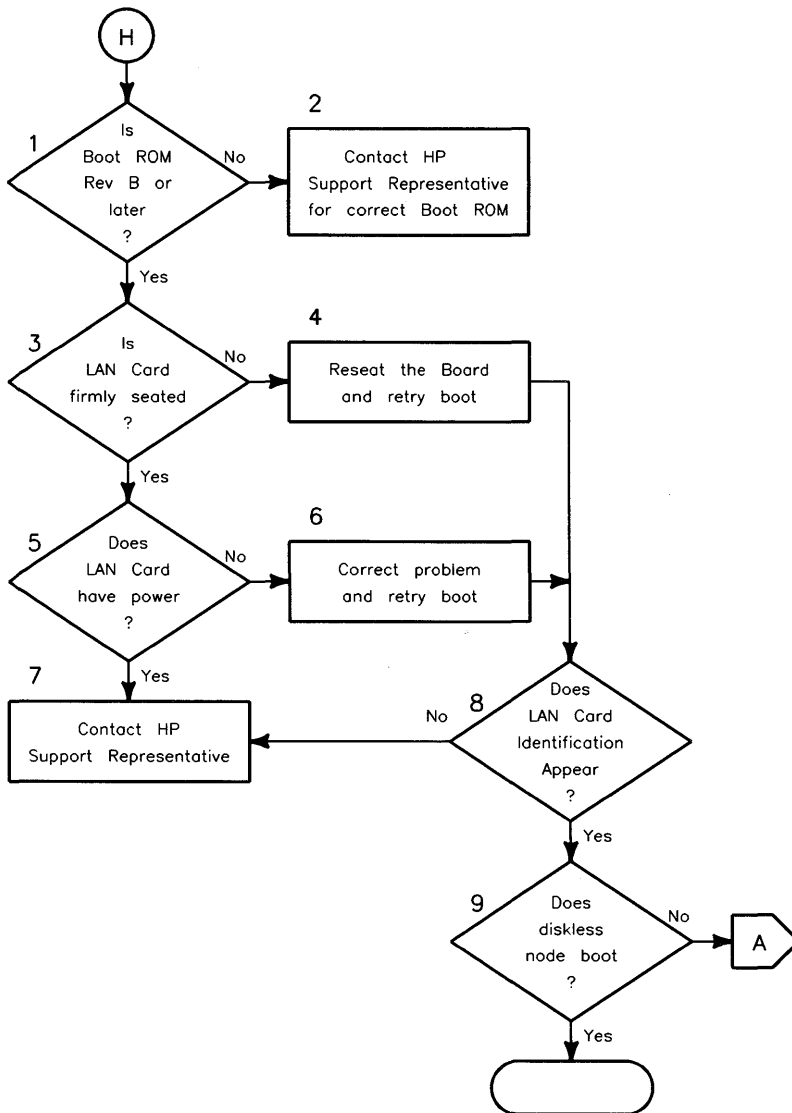 H
1
Is
Boot ROM
Rev B or
later
?
No
Yes
2
Contact HP
Support Representative
for correct Boot ROM
3
Is
LAN Card
firmly seated
?
No
Yes
4
Reseat the Board
and retry boot
5
Does
LAN Card
have power
?
No
Yes
6
Correct problem
and retry boot
7
Contact HP
Support Representative
8
Does
LAN Card
Identification
Appear
?
No
Yes
9
Does
diskless
node boot
?
No
A
Yes